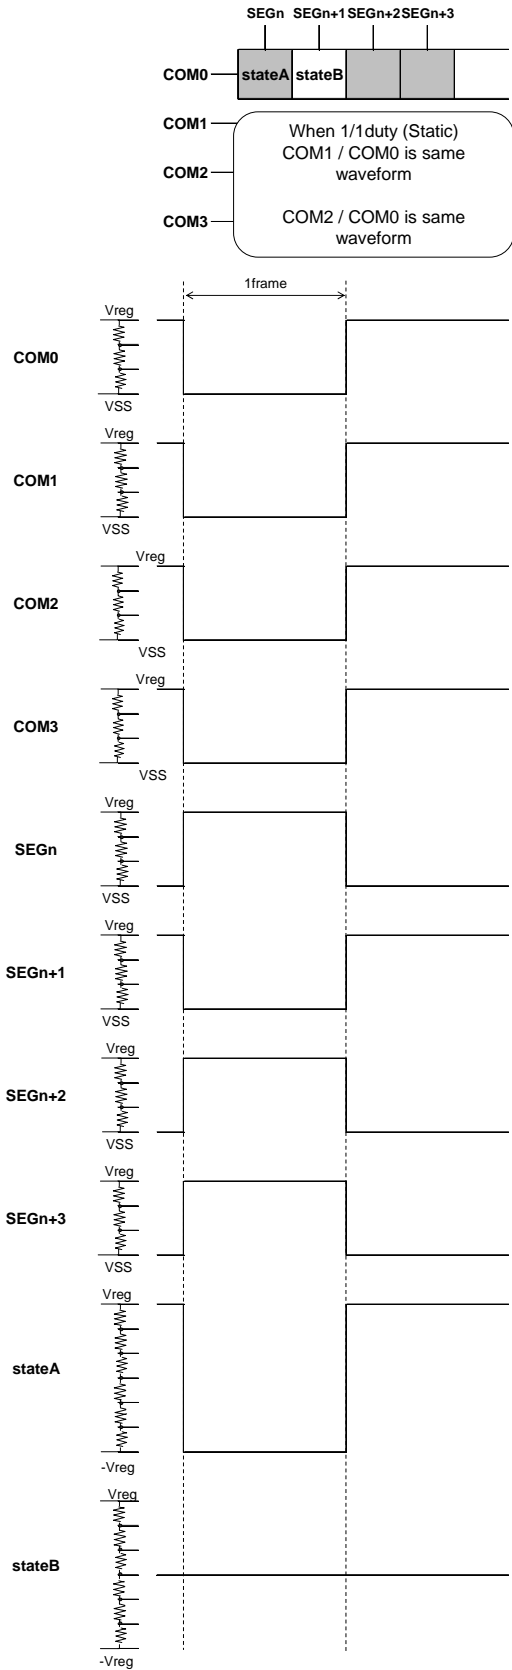 SEGn SEGn+1 SEGn+2 SEGn+3
COM0 stateA stateB
COM1
COM2
COM3
When 1/1duty (Static)
COM1 / COM0 is same
waveform
COM2 / COM0 is same
waveform
1frame
Vreg
COM0
VSS
Vreg
COM1
VSS
Vreg
COM2
VSS
Vreg
COM3
VSS
Vreg
SEGn
VSS
Vreg
SEGn+1
VSS
Vreg
SEGn+2
VSS
Vreg
SEGn+3
VSS
Vreg
stateA
-Vreg
Vreg
stateB
-Vreg